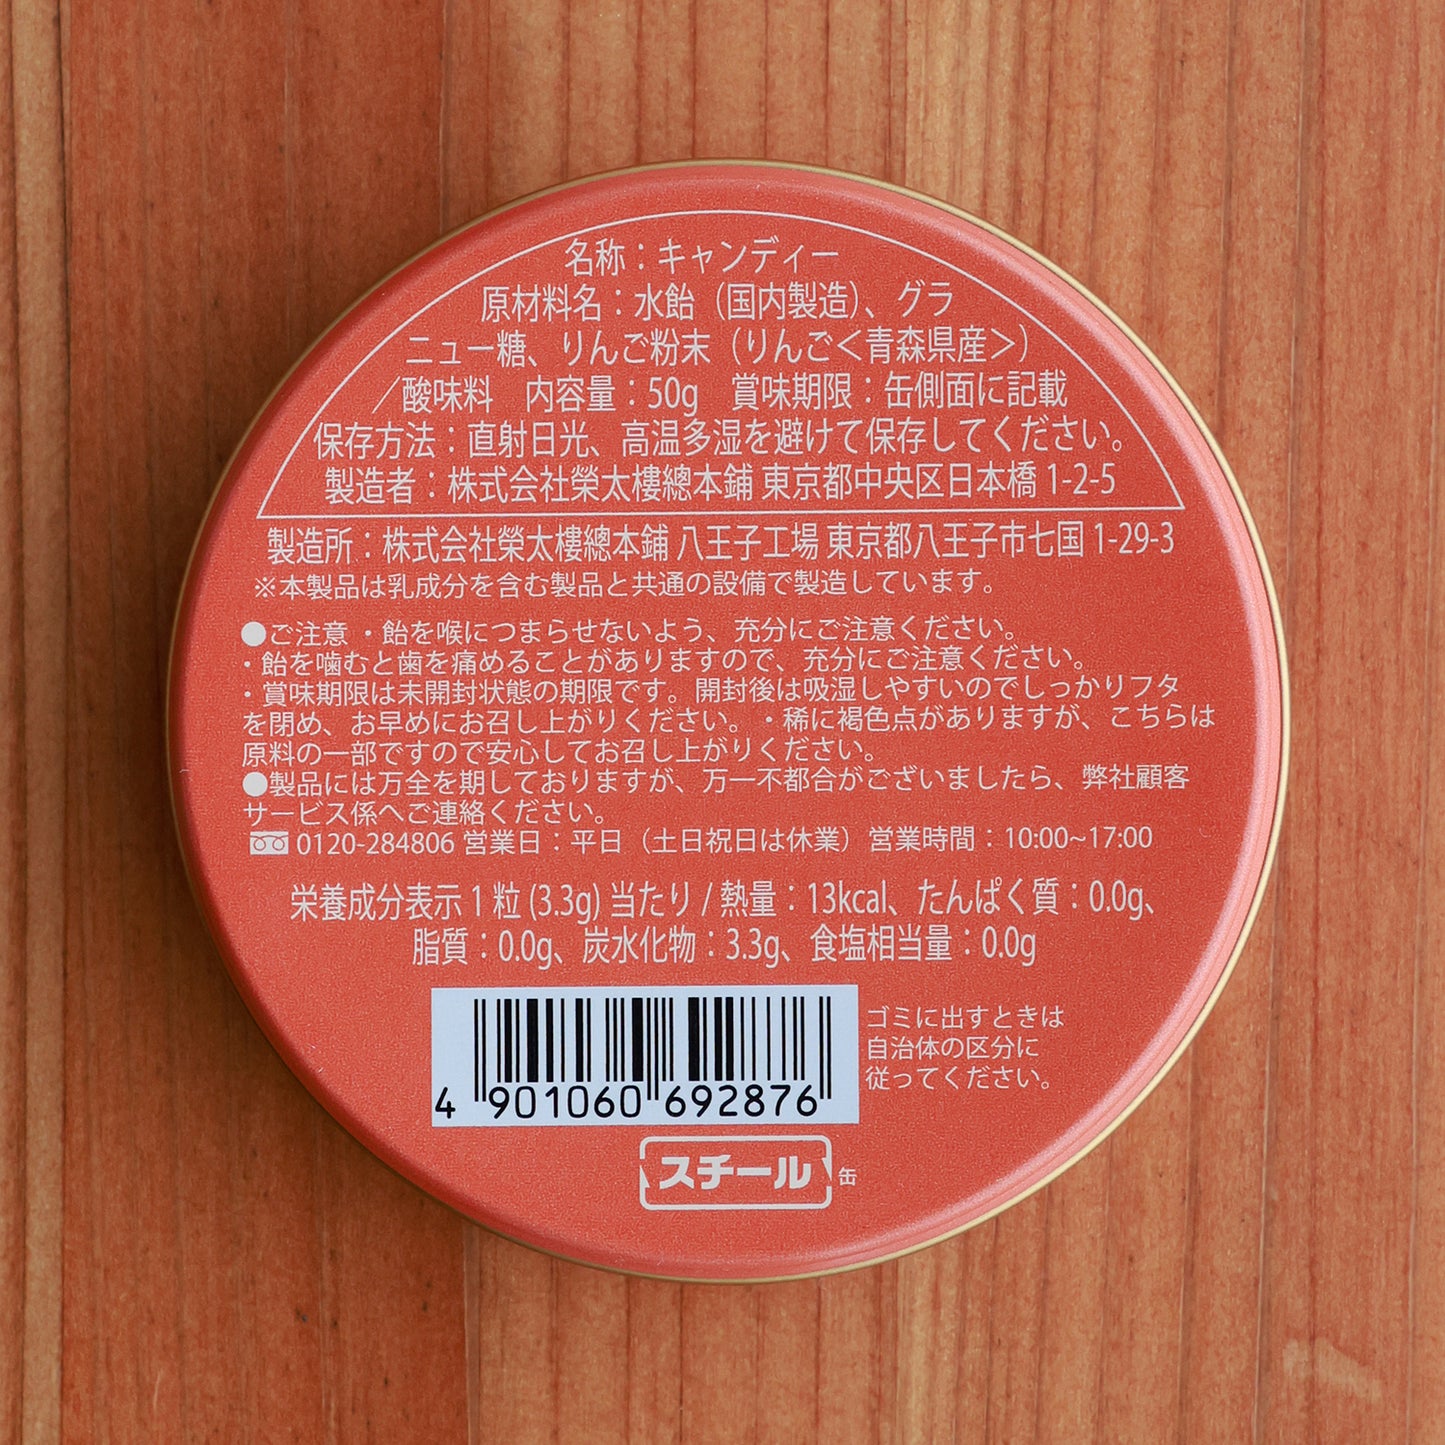 名称：キャンディー
原材料名：水飴（国内製造）、グラ
ニュー糖、りんご粉末（りんご＜青森県産＞）
／酸味料　内容量：50g　賞味期限：缶側面に記載
保存方法：直射日光、高温多湿を避けて保存してください。
製造者：株式会社榮太樓總本鋪 東京都中央区日本橋 1-2-5
製造所：株式会社榮太樓總本鋪 八王子工場 東京都八王子市七国 1-29-3
※本製品は乳成分を含む製品と共通の設備で製造しています。
●ご注意 ・飴を喉につまらせないよう、充分にご注意ください。
・飴を噛むと歯を痛めることがありますので、充分にご注意ください。
・賞味期限は未開封状態の期限です。開封後は吸湿しやすいのでしっかりフタ
を閉め、お早めにお召し上がりください。・稀に褐色点がありますが、こちらは
原料の一部ですので安心してお召し上がりください。
●製品には万全を期しておりますが、万一不都合がございましたら、弊社顧客
サービス係へご連絡ください。
0120-284806 営業日：平日（土日祝日は休業）営業時間：10:00~17:00
栄養成分表示 1 粒 (3.3g) 当たり / 熱量：13kcal、たんぱく質：0.0g、
脂質：0.0g、炭水化物：3.3g、食塩相当量：0.0g
ゴミに出すときは
自治体の区分に
従ってください。
4 901060 692876
スチール缶